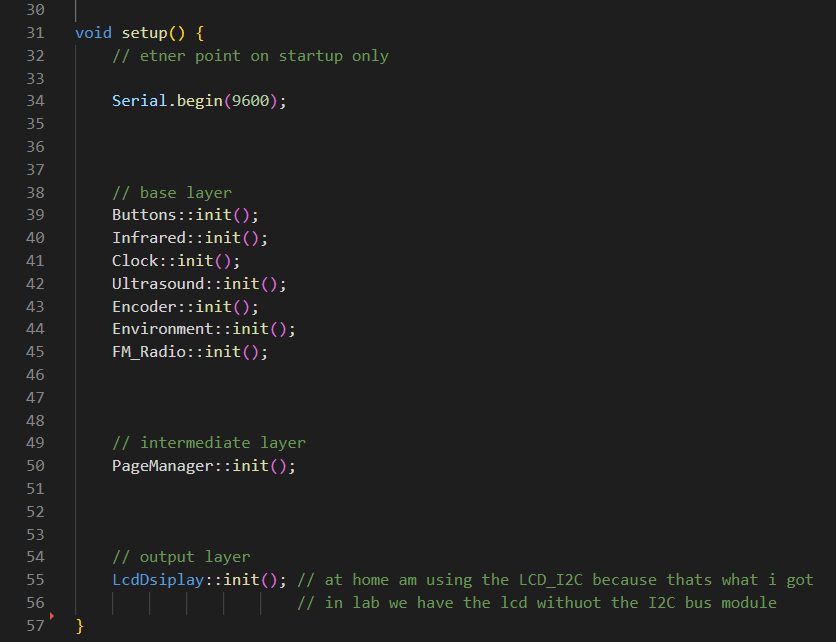 30
31 void setup() {
32 // etner point on startup only
33
34 Serial.begin(9600);
35
36
37
38 // base layer
39 Buttons::init();
40 Infrared::init();
41 Clock::init();
42 Ultrasound::init();
43 Encoder::init();
44 Environment::init();
45 FM_Radio::init();
46
47
48
49 // intermediate layer
50 PageManager::init();
51
52
53
54 // output layer
55 LcdDsiplay::init(); // at home am using the LCD_I2C because thats what i got
56 // in lab we have the lcd withuot the I2C bus module
57 }